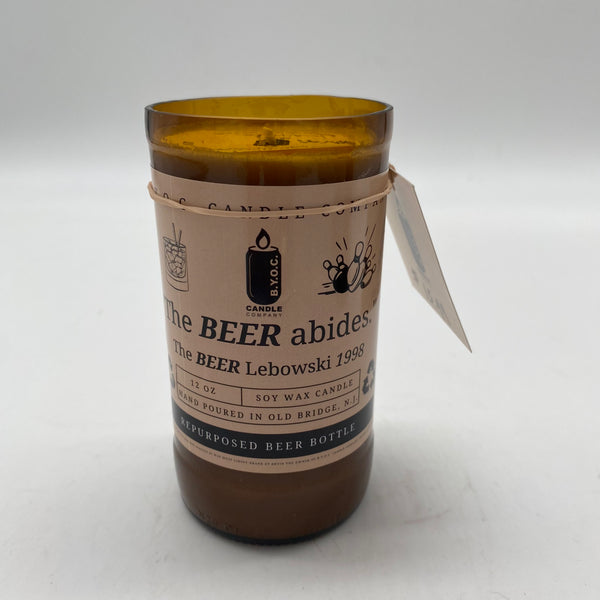 O.C. CANDLE COMPA
B.Y.O.C.
CANDLE
COMPANY
The BEER abides."
The BEER Lebowski 1998
12 OZ
SOY WAX CANDLE
HAND POURED IN OLD BRIDGE, N.J.
REPURPOSED BEER BOTTLE